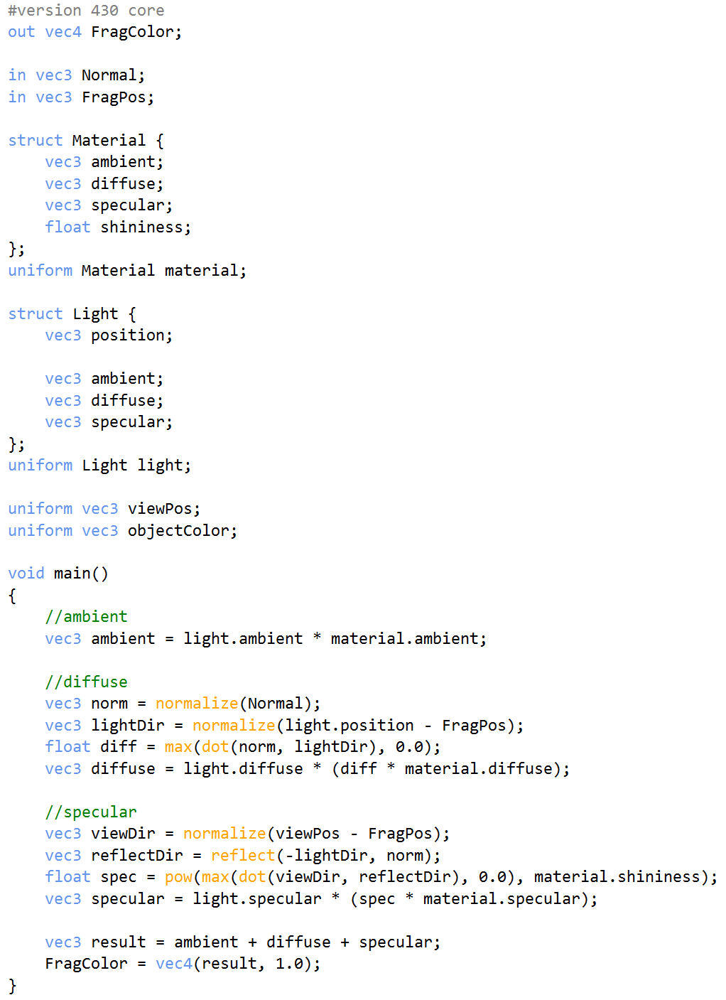 #version 430 core
out vec4 FragColor;

in vec3 Normal;
in vec3 FragPos;

struct Material {
    vec3 ambient;
    vec3 diffuse;
    vec3 specular;
    float shininess;
};
uniform Material material;

struct Light {
    vec3 position;

    vec3 ambient;
    vec3 diffuse;
    vec3 specular;
};
uniform Light light;

uniform vec3 viewPos;
uniform vec3 objectColor;

void main()
{
    //ambient
    vec3 ambient = light.ambient * material.ambient;

    //diffuse
    vec3 norm = normalize(Normal);
    vec3 lightDir = normalize(light.position - FragPos);
    float diff = max(dot(norm, lightDir), 0.0);
    vec3 diffuse = light.diffuse * (diff * material.diffuse);

    //specular
    vec3 viewDir = normalize(viewPos - FragPos);
    vec3 reflectDir = reflect(-lightDir, norm);
    float spec = pow(max(dot(viewDir, reflectDir), 0.0), material.shininess);
    vec3 specular = light.specular * (spec * material.specular);

    vec3 result = ambient + diffuse + specular;
    FragColor = vec4(result, 1.0);
}